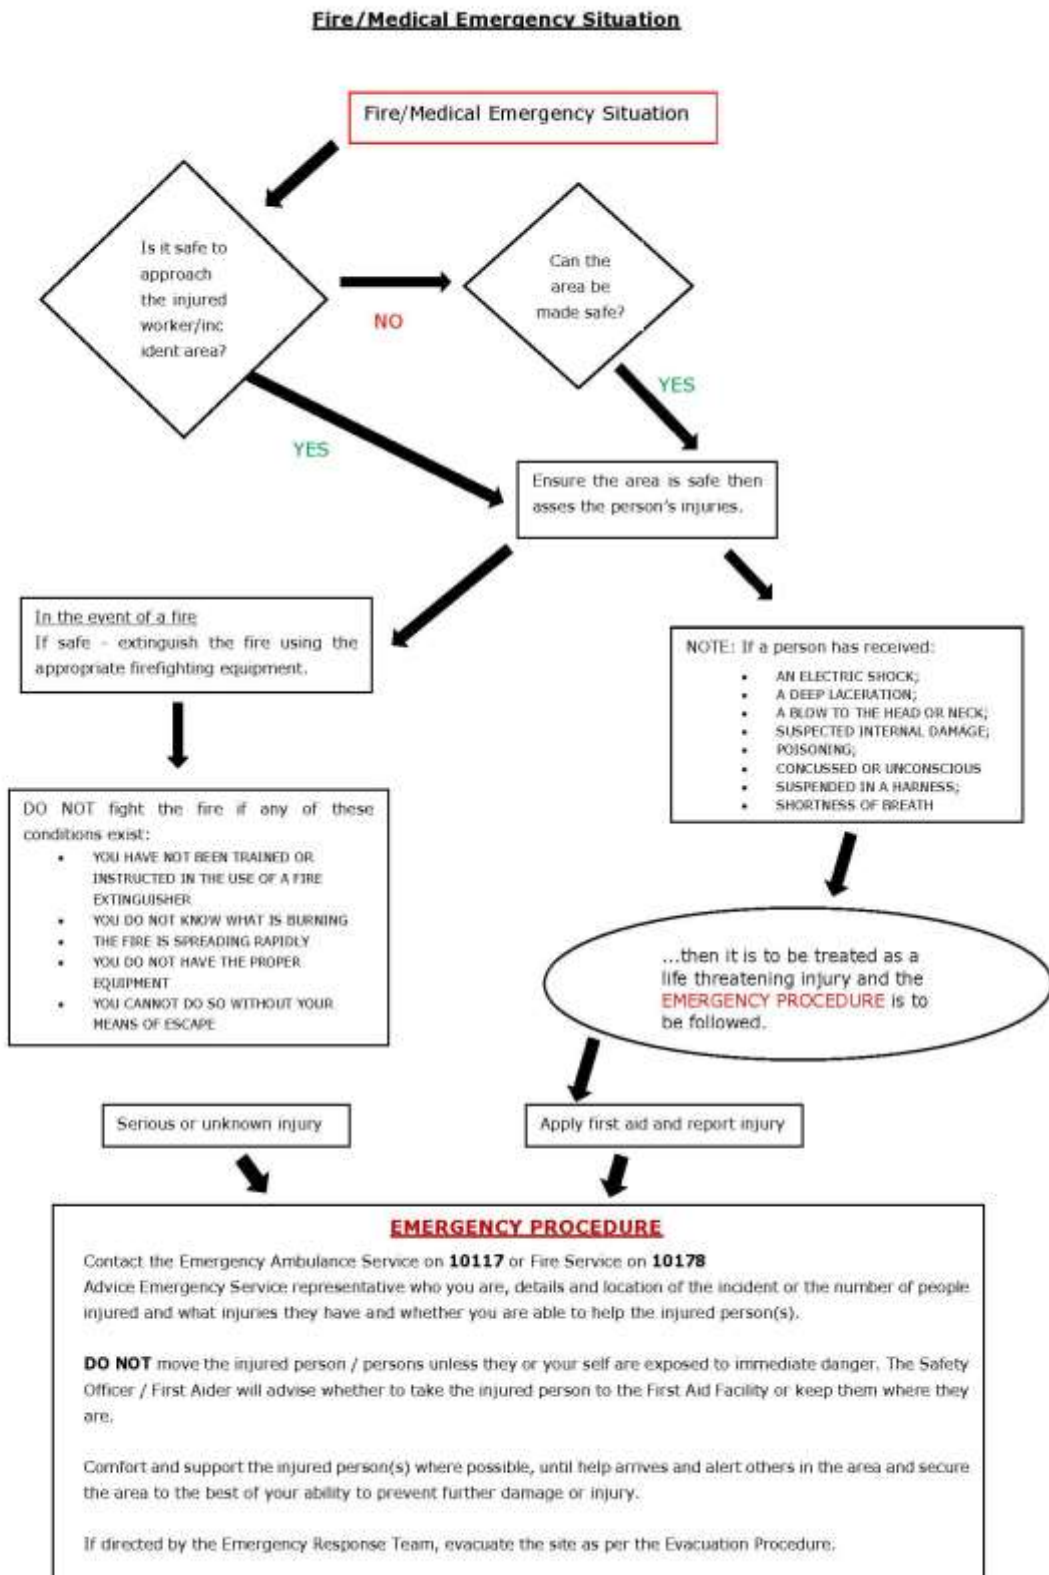 Fire/Medical Emergency Situation
Fire/Medical Emergency Situation
Is it safe to
approach
the injured
worker/inc
ident area?
NO
Can the
area be
made safe?
YES
YES
Ensure the area is safe then
asses the person's injuries.
In the event of a fire
If safe - extinguish the fire using the
appropriate firefighting equipment.
NOTE: If a person has received:
• AN ELECTRIC SHOCK;
• A DEEP LACERATION;
• A BLOW TO THE HEAD OR NECK;
• SUSPECTED INTERNAL DAMAGE;
• POISONING;
• CONCUSSED OR UNCONSCIOUS
• SUSPENDED IN A HARNESS;
• SHORTNESS OF BREATH
DO NOT fight the fire if any of these
conditions exist:
• YOU HAVE NOT BEEN TRAINED OR
INSTRUCTED IN THE USE OF A FIRE
EXTINGUISHER
• YOU DO NOT KNOW WHAT IS BURNING
• THE FIRE IS SPREADING RAPIDLY
• YOU DO NOT HAVE THE PROPER
EQUIPMENT
• YOU CANNOT DO SO WITHOUT YOUR
MEANS OF ESCAPE
...then it is to be treated as a
life threatening injury and the
EMERGENCY PROCEDURE is to
be followed.
Serious or unknown injury
Apply first aid and report injury
EMERGENCY PROCEDURE
Contact the Emergency Ambulance Service on 10117 or Fire Service on 10178
Advice Emergency Service representative who you are, details and location of the incident or the number of people
injured and what injuries they have and whether you are able to help the injured person(s).
DO NOT move the injured person / persons unless they or your self are exposed to immediate danger. The Safety
Officer / First Aider will advise whether to take the injured person to the First Aid Facility or keep them where they
are.
Comfort and support the injured person(s) where possible, until help arrives and alert others in the area and secure
the area to the best of your ability to prevent further damage or injury.
If directed by the Emergency Response Team, evacuate the site as per the Evacuation Procedure.